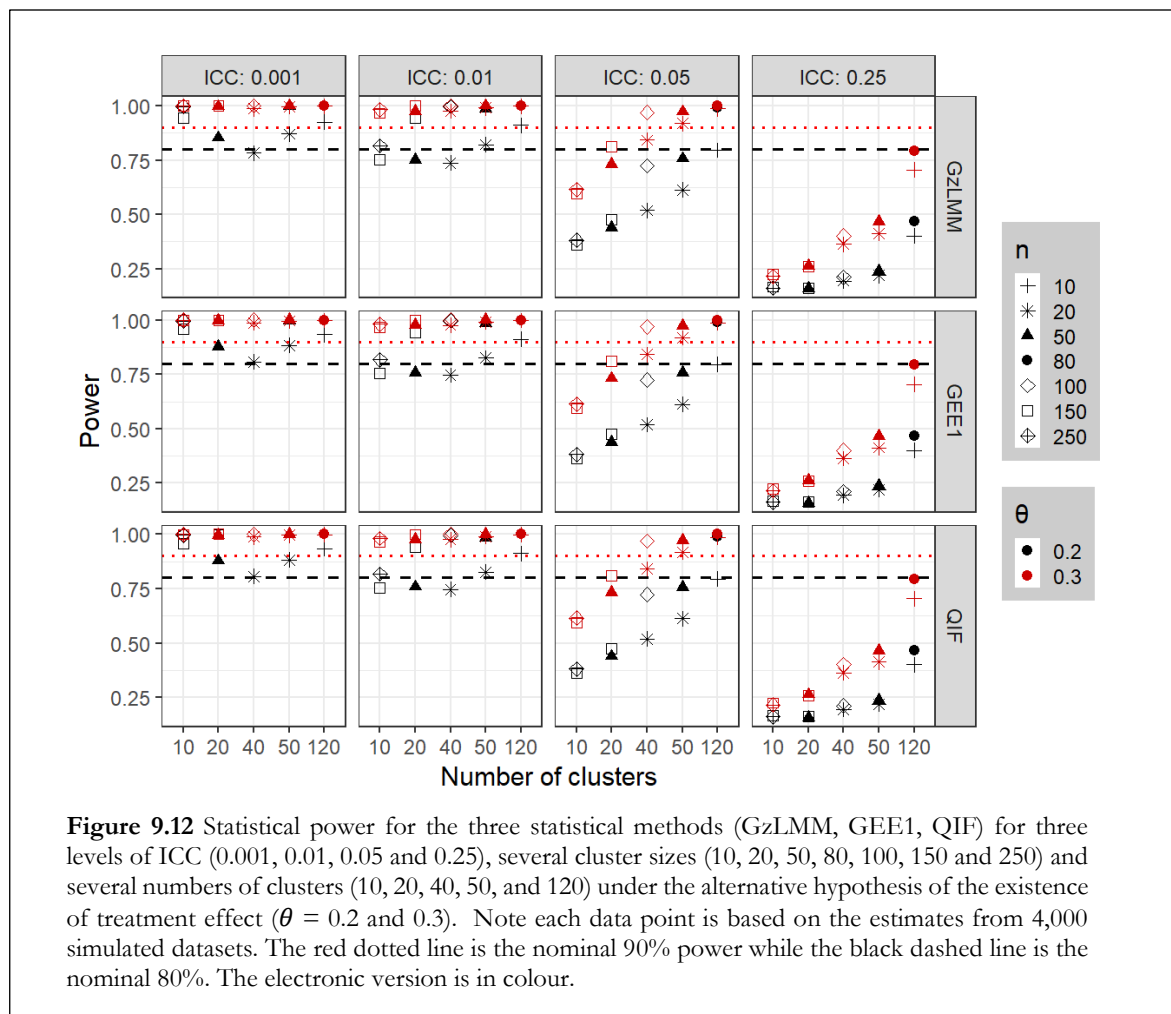 ICC: 0.001 ICC: 0.01 ICC: 0.05 ICC: 0.25
1.00
0.75
0.50
0.25
GzLMM
1.00
0.75
0.50
0.25
GEE1
1.00
0.75
0.50
0.25
QIF
Power
10 20 40 50 120 10 20 40 50 120 10 20 40 50 120 10 20 40 50 120
Number of clusters
n
10
20
50
80
100
150
250
θ
0.2
0.3
Figure 9.12 Statistical power for the three statistical methods (GzLMM, GEE1, QIF) for three
levels of ICC (0.001, 0.01, 0.05 and 0.25), several cluster sizes (10, 20, 50, 80, 100, 150 and 250) and
several numbers of clusters (10, 20, 40, 50, and 120) under the alternative hypothesis of the existence
of treatment effect (θ = 0.2 and 0.3). Note each data point is based on the estimates from 4,000
simulated datasets. The red dotted line is the nominal 90% power while the black dashed line is the
nominal 80%. The electronic version is in colour.